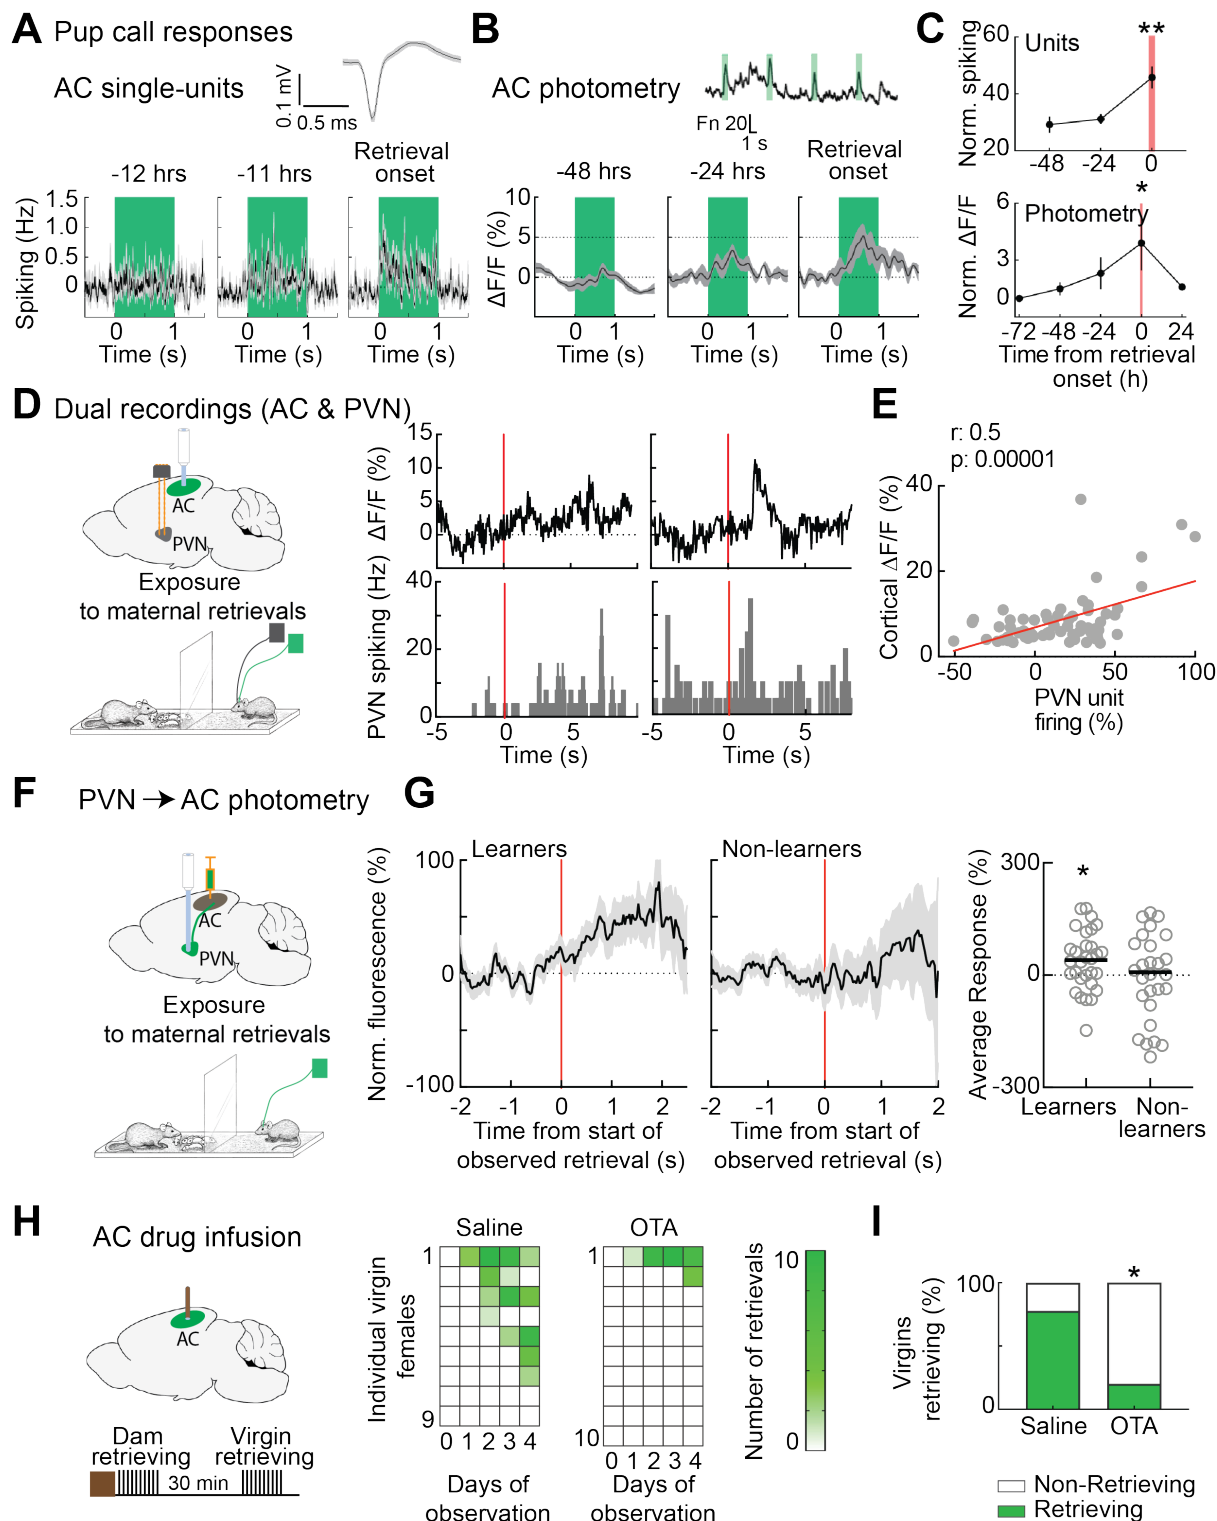 A Pup call responses
AC single-units
0.1 mV
0.5 ms
-12 hrs
-11 hrs
Retrieval
onset
Spiking (Hz)
1.5
1.0
0.5
0
0 1
0 1
0 1
Time (s)
Time (s)
Time (s)
B
AC photometry
Fn 20
1 s
-48 hrs
-24 hrs
Retrieval
onset
ΔF/F (%)
10
5
0
0 1
0 1
0 1
Time (s)
Time (s)
Time (s)
C
Norm. spiking
60
40
20
Units
**
-48 -24 0
Norm. ΔF/F
6
3
0
Photometry
*
-72 -48 -24 0 24
Time from retrieval
onset (h)
D Dual recordings (AC & PVN)
AC
PVN
Exposure
to maternal retrievals
ΔF/F (%)
15
10
5
0
PVN spiking (Hz)
40
20
0
-5 0 5
Time (s)
-5 0 5
Time (s)
E
r: 0.5
p: 0.00001
Cortical ΔF/F (%)
40
20
0
-50 0 50 100
PVN unit
firing (%)
F PVN → AC photometry
AC
PVN
Exposure
to maternal retrievals
G
Norm. fluorescence (%)
100
0
-100
Learners
-2 -1 0 1 2
Time from start of
observed retrieval (s)
Non-learners
-2 -1 0 1 2
Time from start of
observed retrieval (s)
Average Response (%)
300
0
-300
*
Learners
Non-
learners
H
AC drug infusion
AC
Dam
retrieving
30 min
Virgin
retrieving
Saline
Individual virgin
females
1
9
0 1 2 3 4
Days of
observation
OTA
1
10
0 1 2 3 4
Days of
observation
Number of retrievals
10
0
I
Virgins
retrieving (%)
100
0
*
Saline
OTA
Non-Retrieving
Retrieving